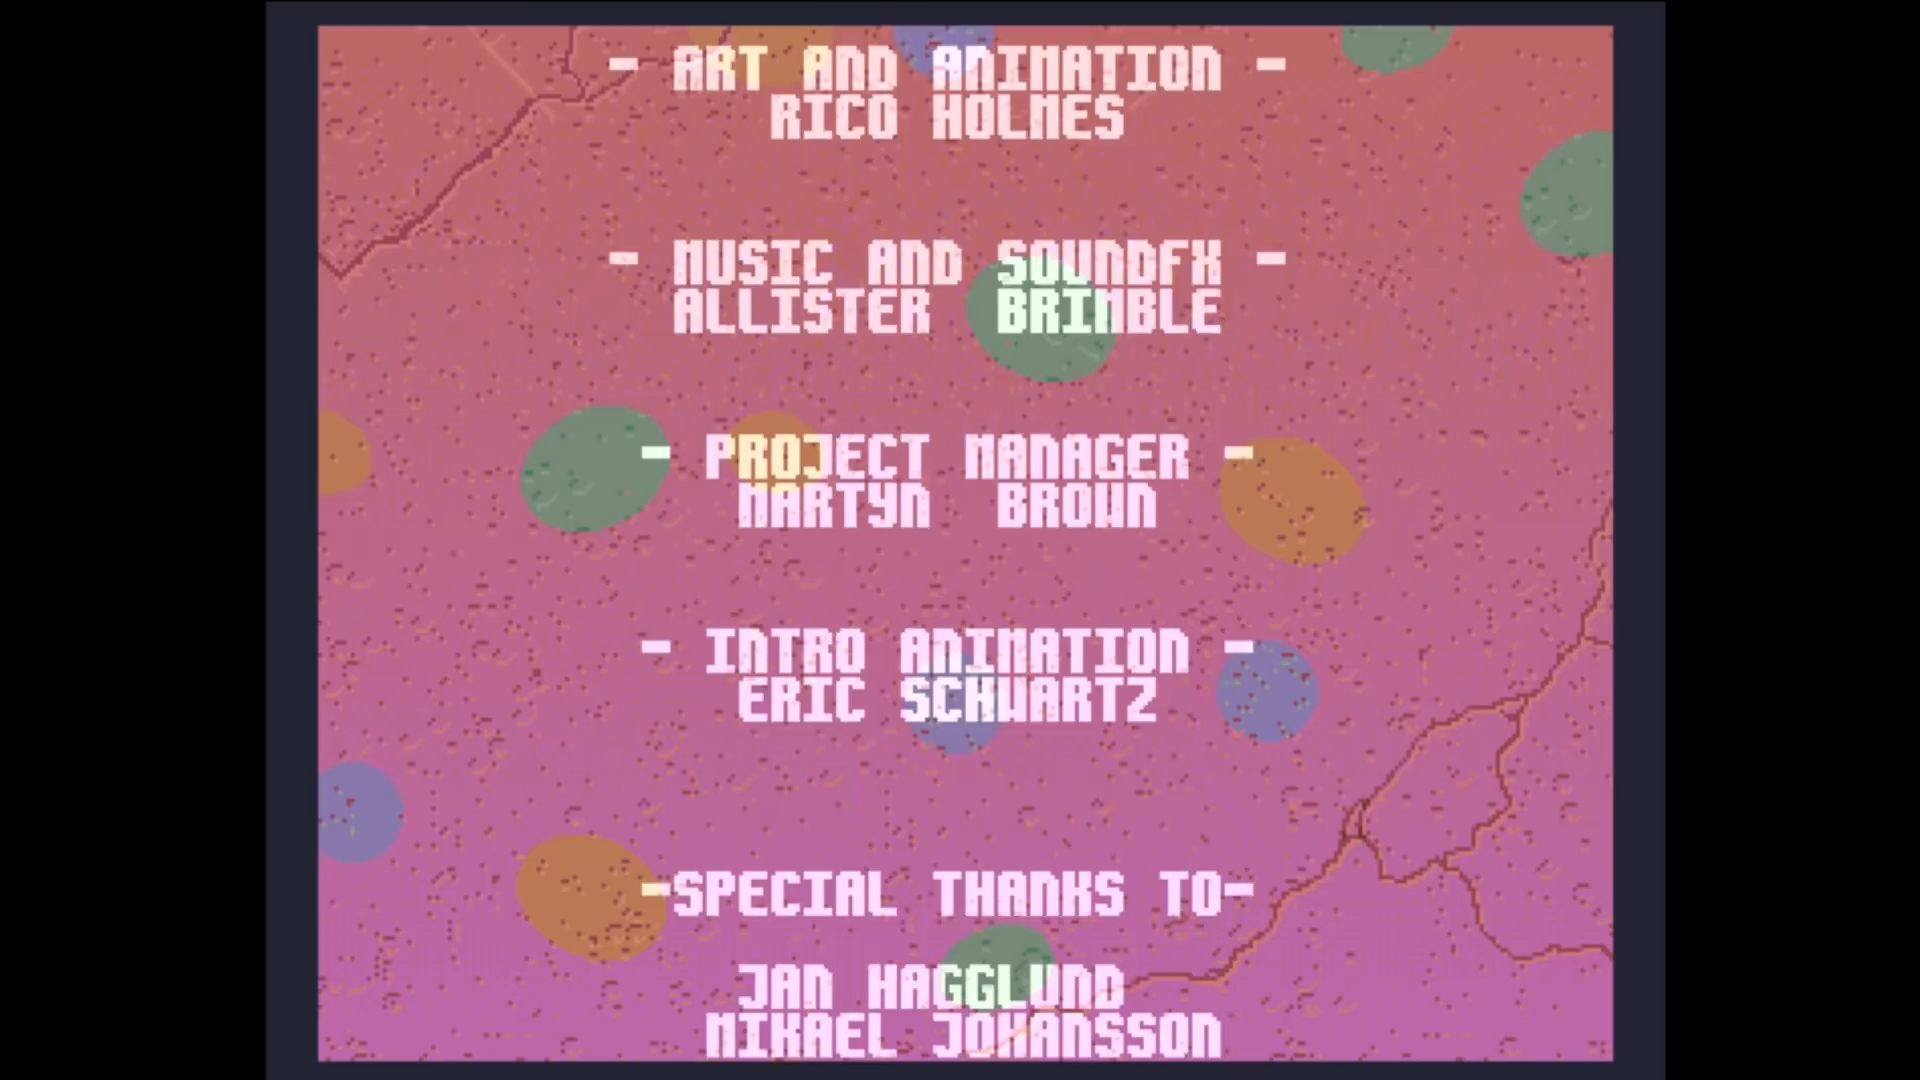 - ART AND ANIMATION -
RICO HOLMES
- MUSIC AND SOUNDFX -
ALLISTER BRIMBLE
- PROJECT MANAGER -
MARTYN BROWN
- INTRO ANIMATION -
ERIC SCHWARTZ
-SPECIAL THANKS TO-
JAN HAGGLUND
MIKAEL JOHANSSON